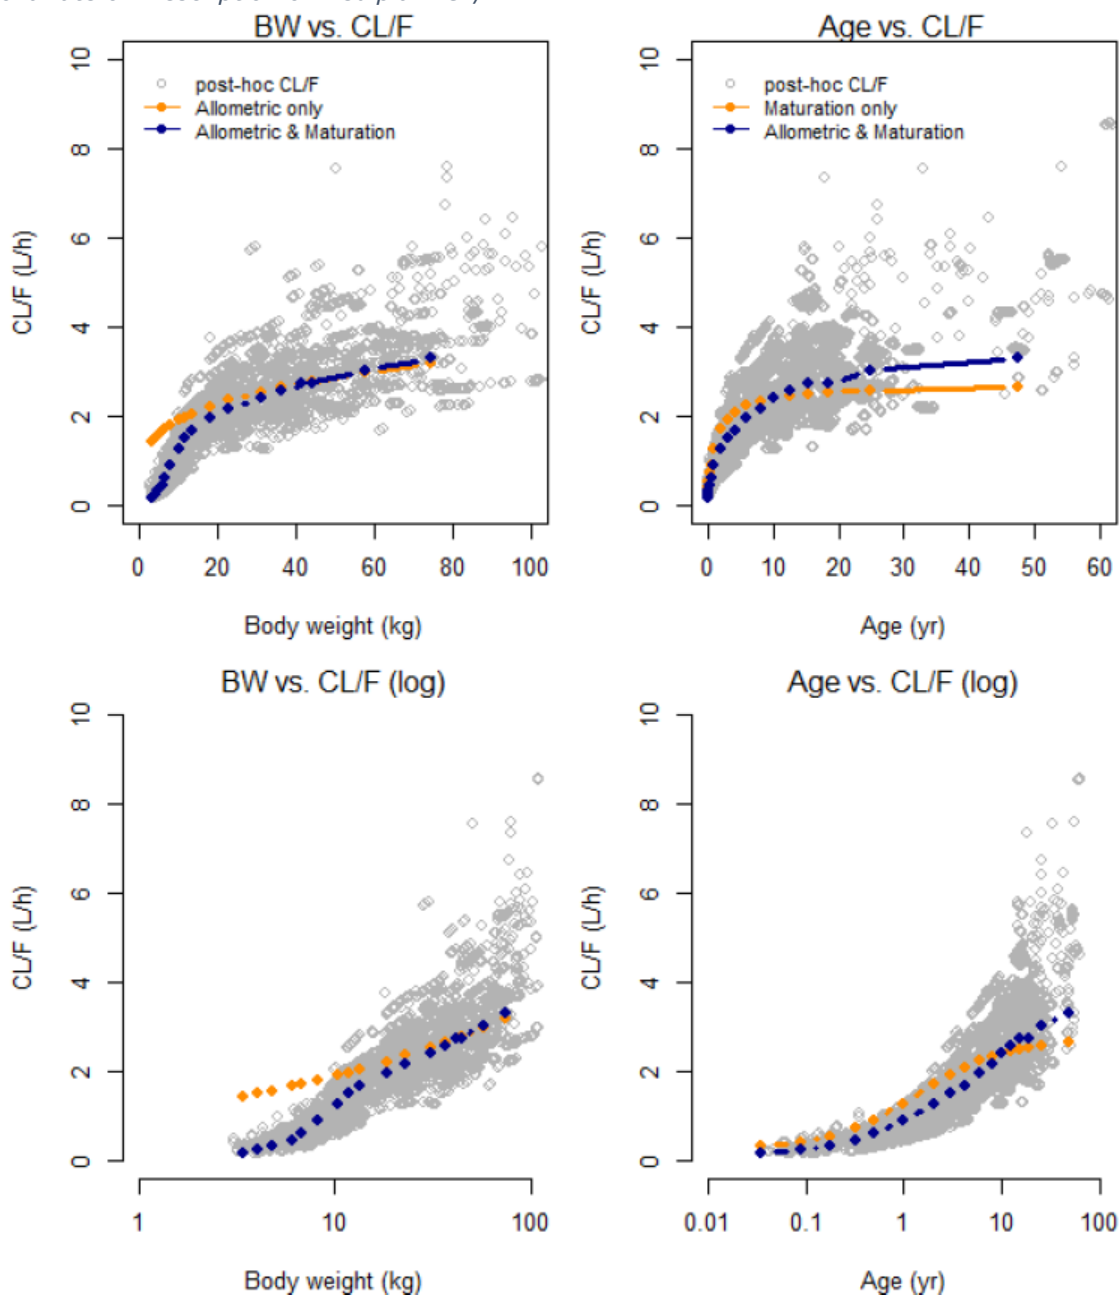 BW vs. CL/F
10
8
6
4
2
0
CL/F (L/h)
post-hoc CL/F
Allometric only
Allometric & Maturation
0 20 40 60 80 100
Body weight (kg)
Age vs. CL/F
10
8
6
4
2
0
CL/F (L/h)
post-hoc CL/F
Maturation only
Allometric & Maturation
0 10 20 30 40 50 60
Age (yr)
BW vs. CL/F (log)
10
8
6
4
2
0
CL/F (L/h)
1 10 100
Body weight (kg)
Age vs. CL/F (log)
10
8
6
4
2
0
CL/F (L/h)
0.01 0.1 1 10 100
Age (yr)